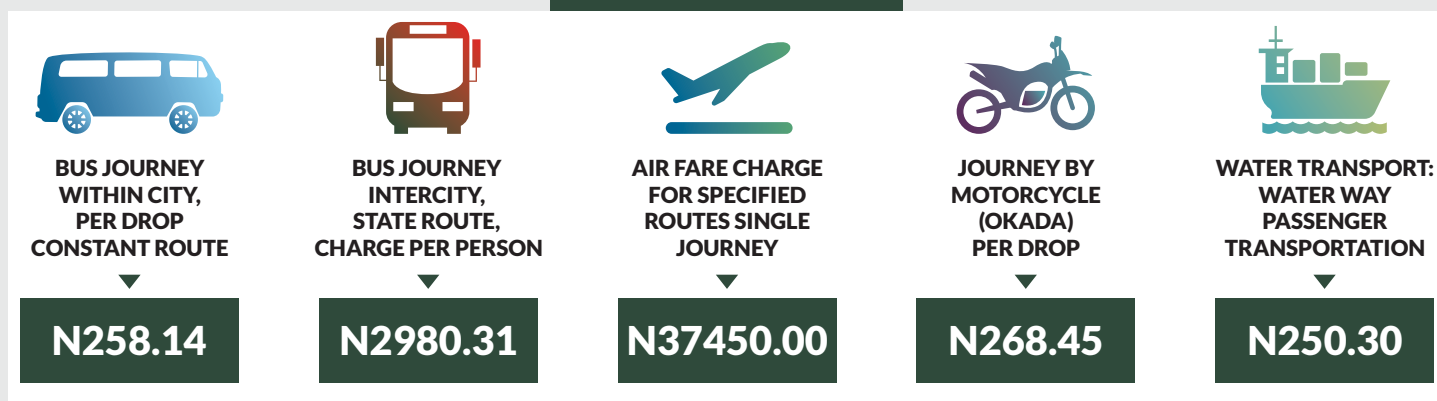 BUS JOURNEY
WITHIN CITY,
PER DROP
CONSTANT ROUTE
N258.14
BUS JOURNEY
INTERCITY,
STATE ROUTE,
CHARGE PER PERSON
N2980.31
AIR FARE CHARGE
FOR SPECIFIED
ROUTES SINGLE
JOURNEY
N37450.00
JOURNEY BY
MOTORCYCLE
(OKADA)
PER DROP
N268.45
WATER TRANSPORT:
WATER WAY
PASSENGER
TRANSPORTATION
N250.30